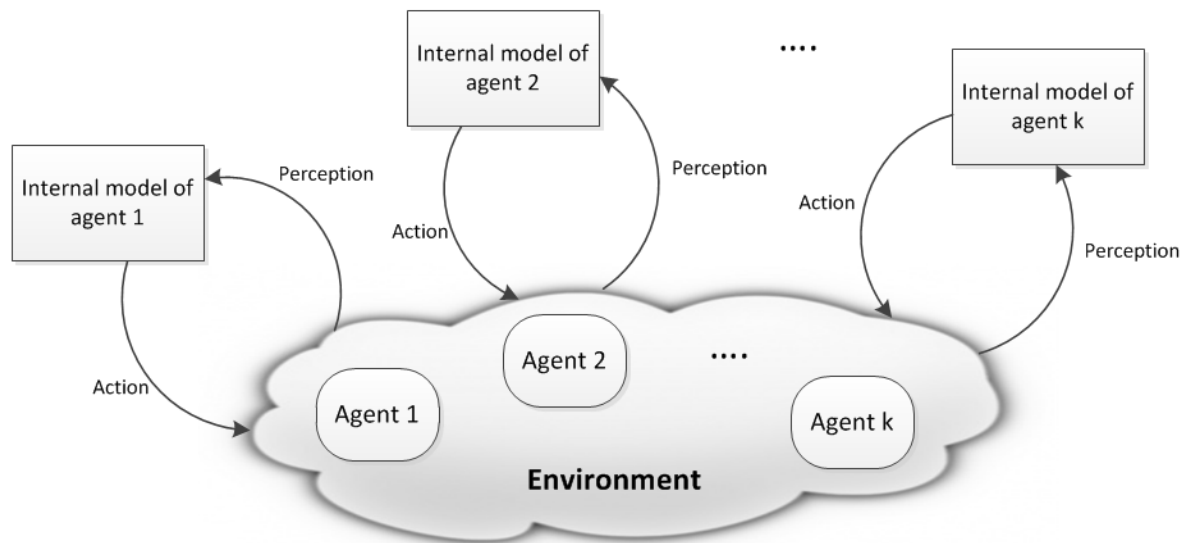 Internal model of
agent 1
Perception
Action
Internal model of
agent 2
Perception
Action
....
Internal model of
agent k
Action
Perception
Agent 1
Agent 2
....
Agent k
Environment